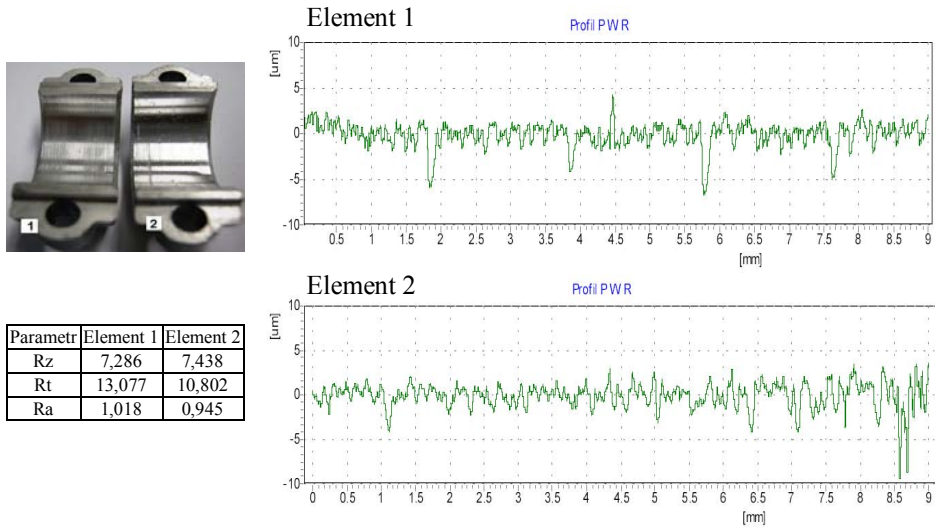 Element 1
Profil PWR
[um]
10
5
0
-5
-10
0.5 1 1.5 2 2.5 3 3.5 4 4.5 5 5.5 6 6.5 7 7.5 8 8.5 9
[mm]
1 2
Element 2
Profil PWR
[um]
10
5
0
-5
-10
0 0.5 1 1.5 2 2.5 3 3.5 4 4.5 5 5.5 6 6.5 7 7.5 8 8.5 9
[mm]
Parametr Element 1 Element 2
Rz 7,286 7,438
Rt 13,077 10,802
Ra 1,018 0,945